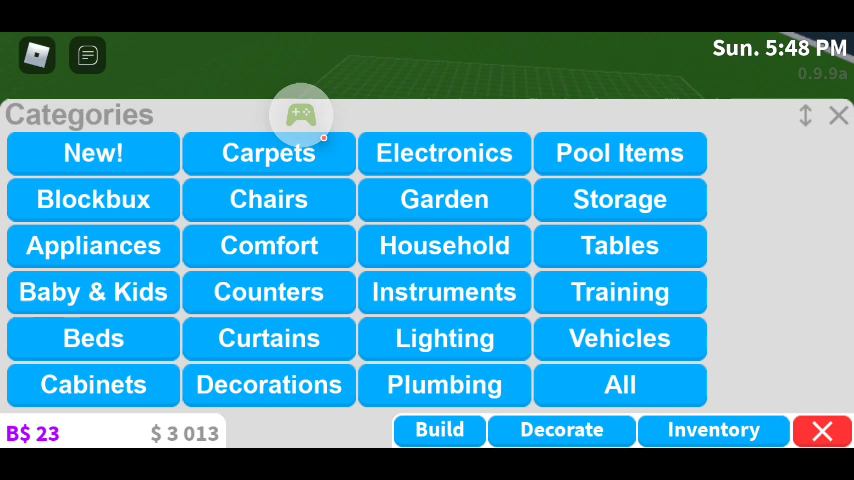 Sun. 5:48 PM
0.9.9a
Categories
New! Carpets Electronics Pool Items
Blockbux Chairs Garden Storage
Appliances Comfort Household Tables
Baby & Kids Counters Instruments Training
Beds Curtains Lighting Vehicles
Cabinets Decorations Plumbing All
B$ 23 $ 3 013 Build Decorate Inventory